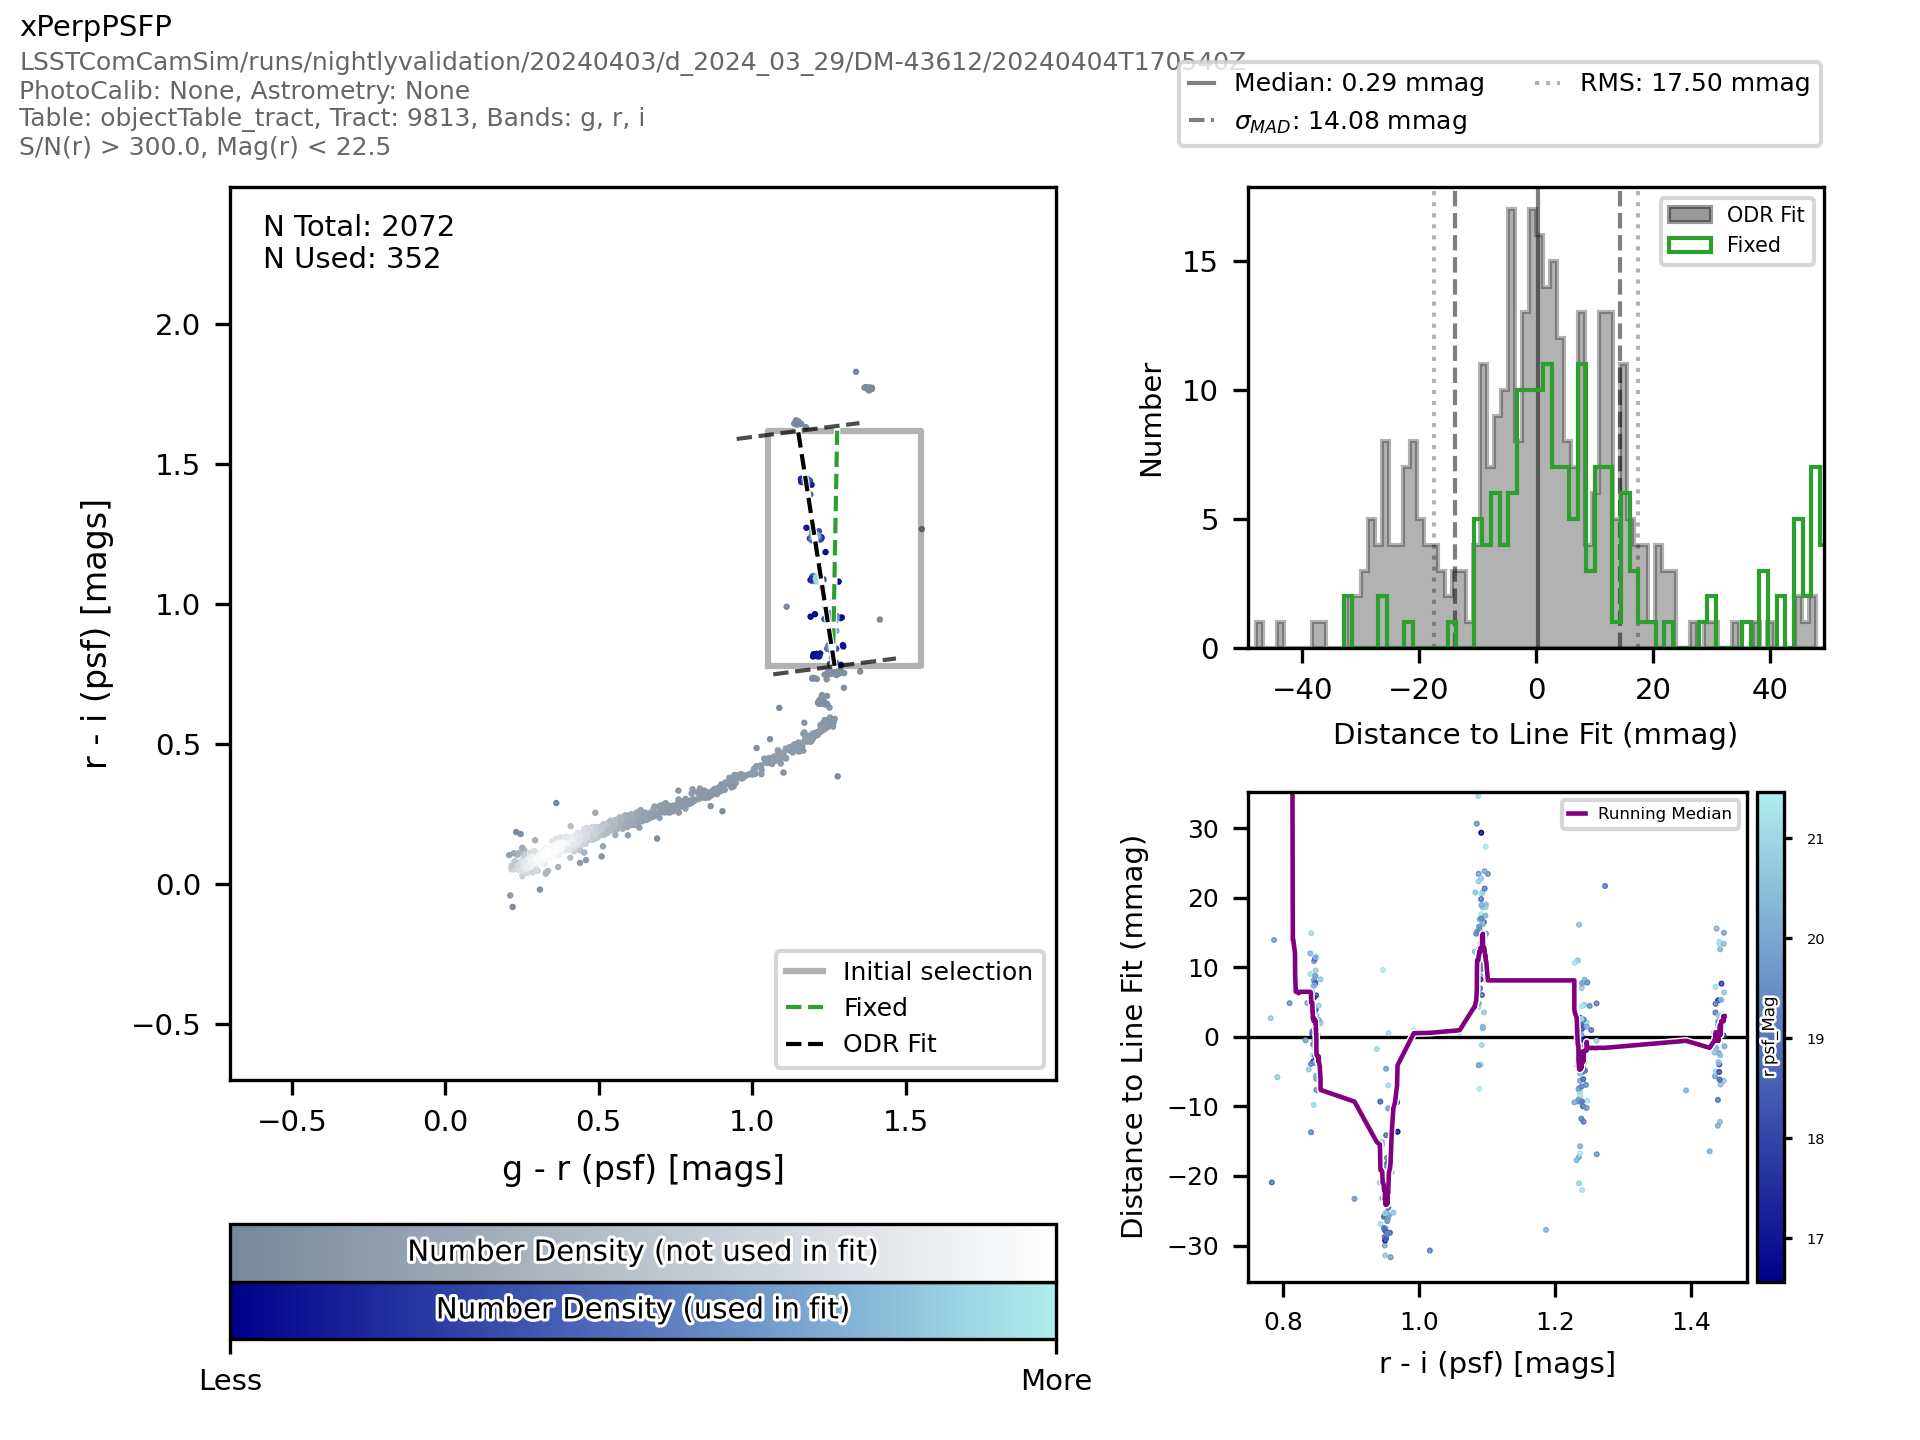 xPerpPSFP
LSSTComCamSim/runs/nightlyvalidation/20240403/d_2024_03_29/DM-43612/20240404T170540Z
PhotoCalib: None, Astrometry: None
Table: objectTable_tract, Tract: 9813, Bands: g, r, i
S/N(r) > 300.0, Mag(r) < 22.5
Median: 0.29 mmag
RMS: 17.50 mmag
σMAD: 14.08 mmag
N Total: 2072
N Used: 352
2.0
1.5
1.0
0.5
0.0
−0.5
r - i (psf) [mags]
Initial selection
Fixed
ODR Fit
−0.5 0.0 0.5 1.0 1.5
g - r (psf) [mags]
Number Density (not used in fit)
Number Density (used in fit)
Less More
ODR Fit
Fixed
15
10
5
0
Number
−40 −20 0 20 40
Distance to Line Fit (mmag)
Running Median
30
20
10
0
−10
−20
−30
Distance to Line Fit (mmag)
0.8 1.0 1.2 1.4
r - i (psf) [mags]
21
20
19
18
17
r psf_Mag